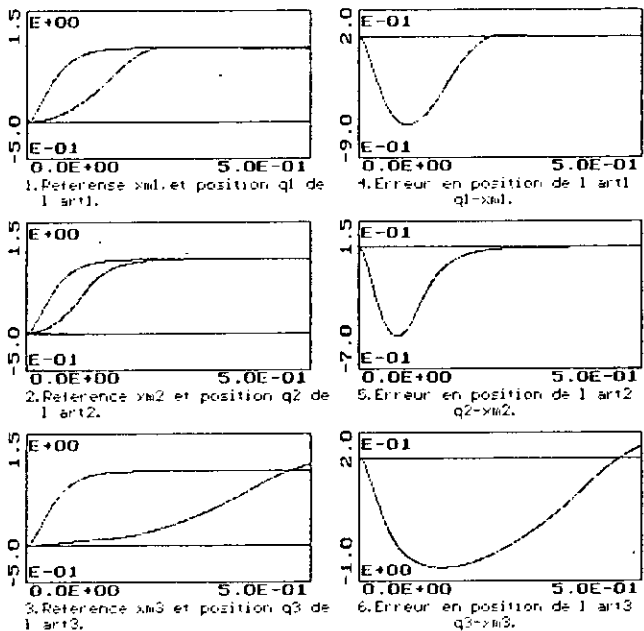 1.5
E+00
-5.0
E-01
0.0E+00 5.0E-01
1.Reference xm1. et position q1 de
l art1.
2.0
E-01
-9.0
E-01
0.0E+00 5.0E-01
4.Erreur en position de l art1
q1-xm1.
1.5
E+00
-5.0
E-01
0.0E+00 5.0E-01
2.Reference xm2 et position q2 de
l art2.
1.5
E-01
-7.0
E-01
0.0E+00 5.0E-01
5.Erreur en position de l art2
q2-xm2.
1.5
E+00
-5.0
E-01
0.0E+00 5.0E-01
3.Reference xm3 et position q3 de
l art3.
2.0
E-01
-1.0
E+00
0.0E+00 5.0E-01
6.Erreur en position de l art3
q3-xm3.